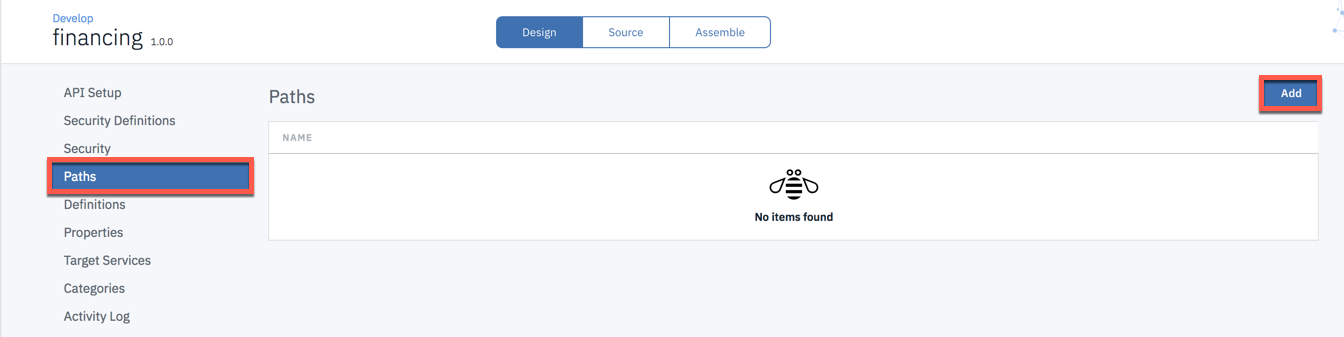 Develop
financing 1.0.0
Design Source Assemble
API Setup
Security Definitions
Security
Paths
Definitions
Properties
Target Services
Categories
Activity Log
Paths
Add
NAME
No items found